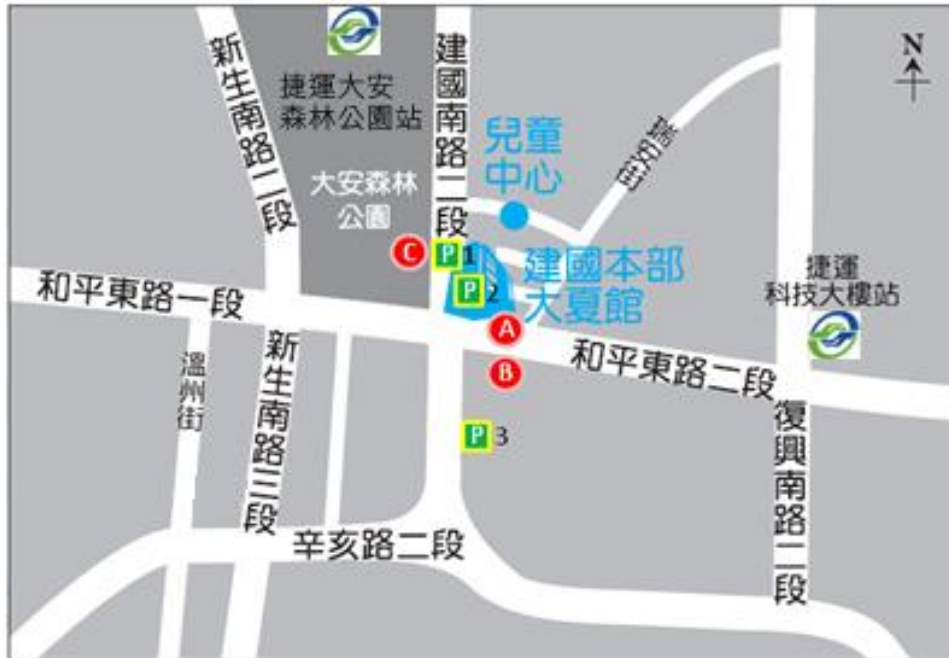 新生南路二段
捷運大安
森林公園站
大安森林
公園
建國南路二段
兒童
中心
瑞安街
N
C
P 1
P 2
建國本部
大夏館
A
B
P 3
捷運
科技大樓站
和平東路一段
和平東路二段
溫州街
新生南路三段
復興南路二段
辛亥路二段